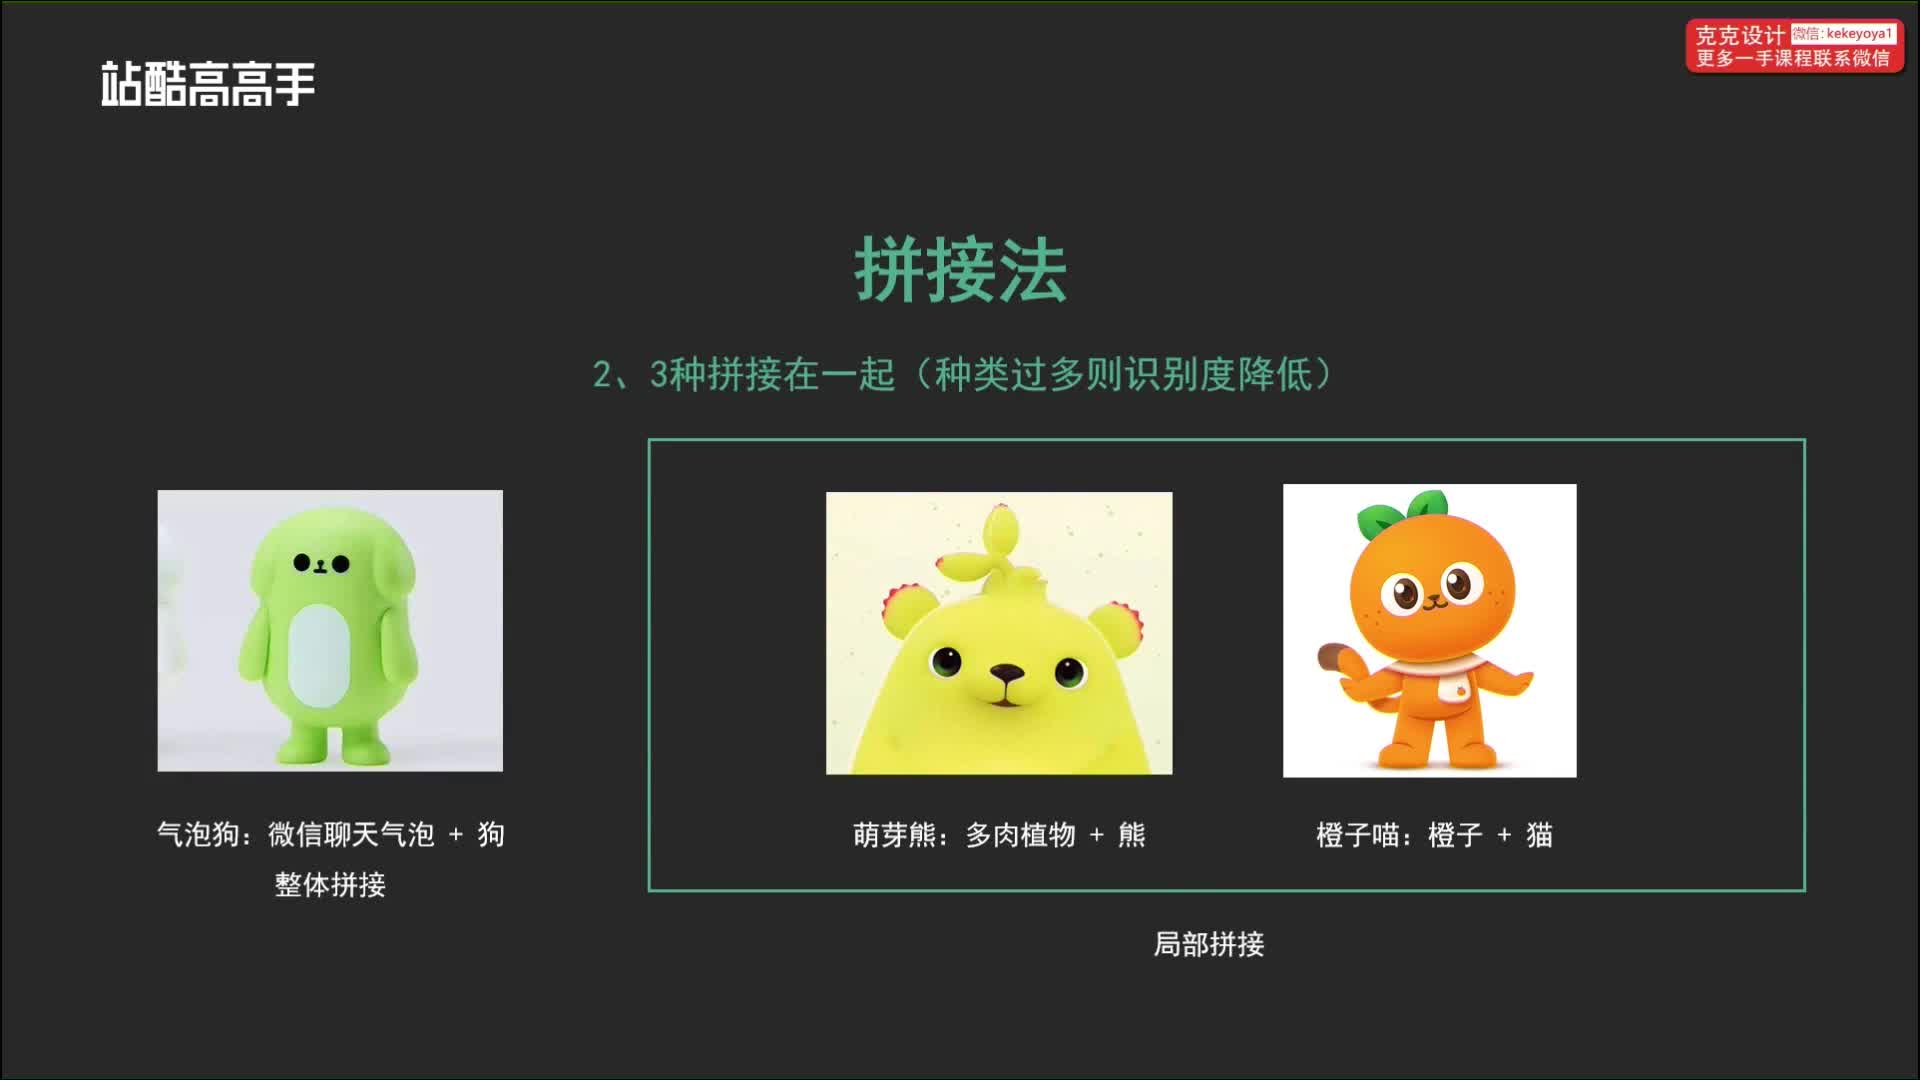 站酷高高手
克克设计 微信:kekeyoya1
更多一手课程联系微信
拼接法
2、3种拼接在一起（种类过多则识别度降低）
气泡狗：微信聊天气泡 + 狗
整体拼接
萌芽熊：多肉植物 + 熊
橙子喵：橙子 + 猫
局部拼接